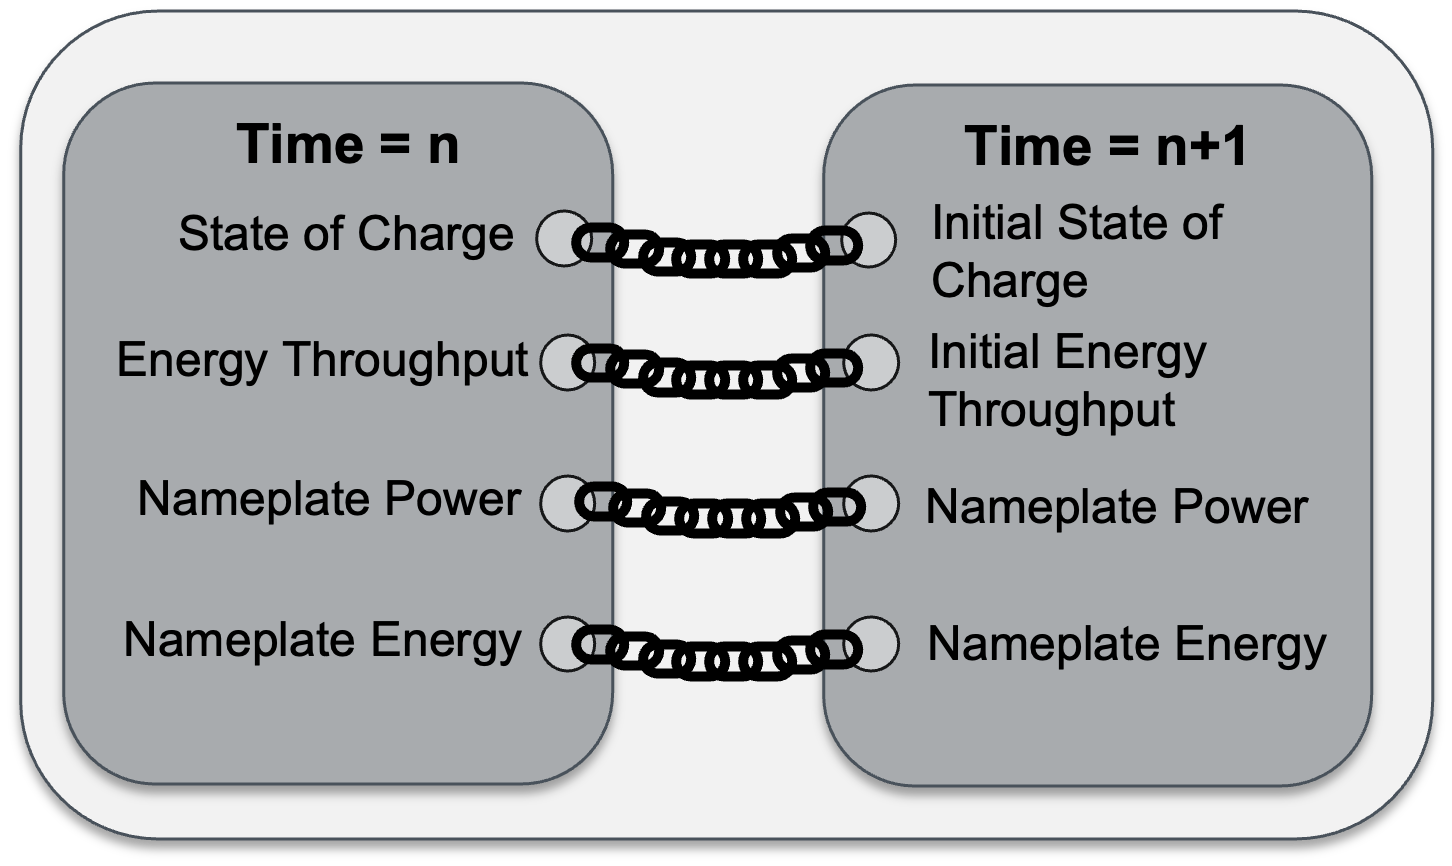 Time = n
State of Charge
Energy Throughput
Nameplate Power
Nameplate Energy
Time = n+1
Initial State of
Charge
Initial Energy
Throughput
Nameplate Power
Nameplate Energy